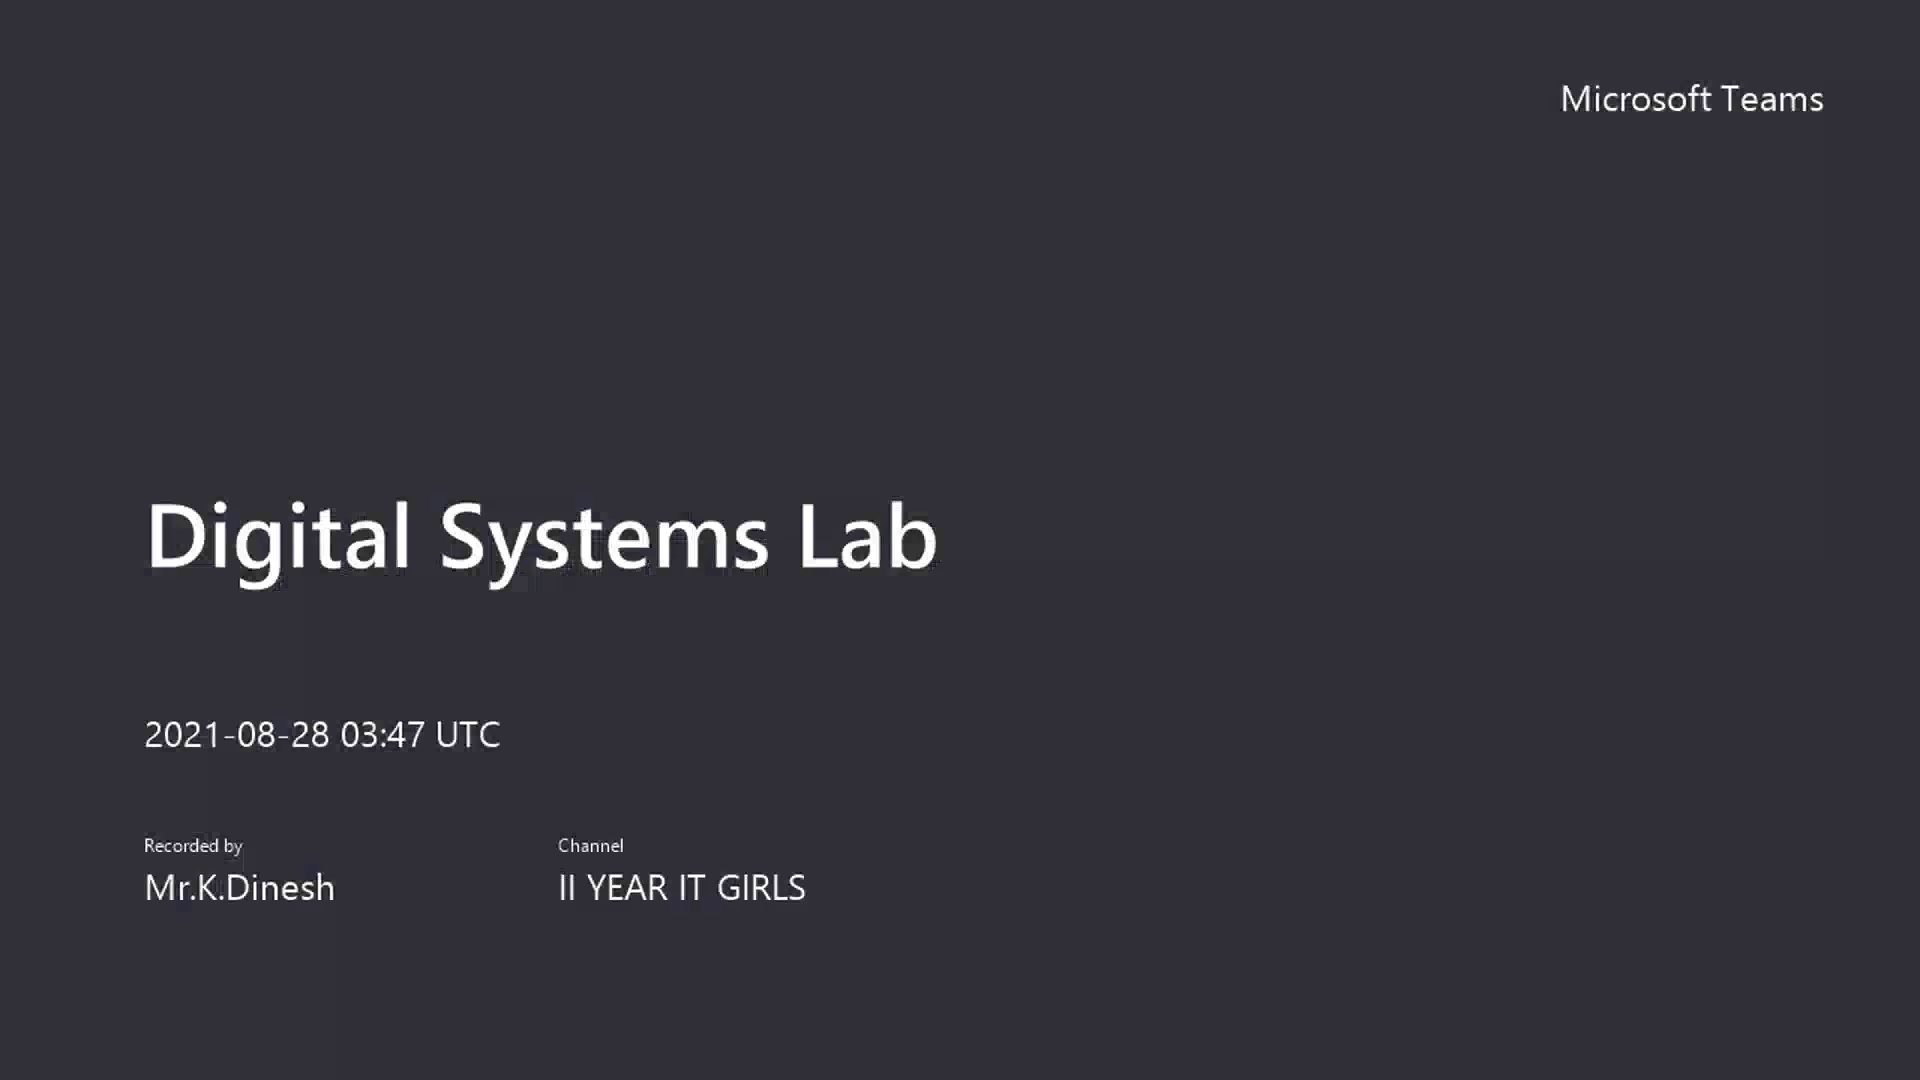 Microsoft Teams
Digital Systems Lab
2021-08-28 03:47 UTC
Recorded by
Mr.K.Dinesh
Channel
II YEAR IT GIRLS